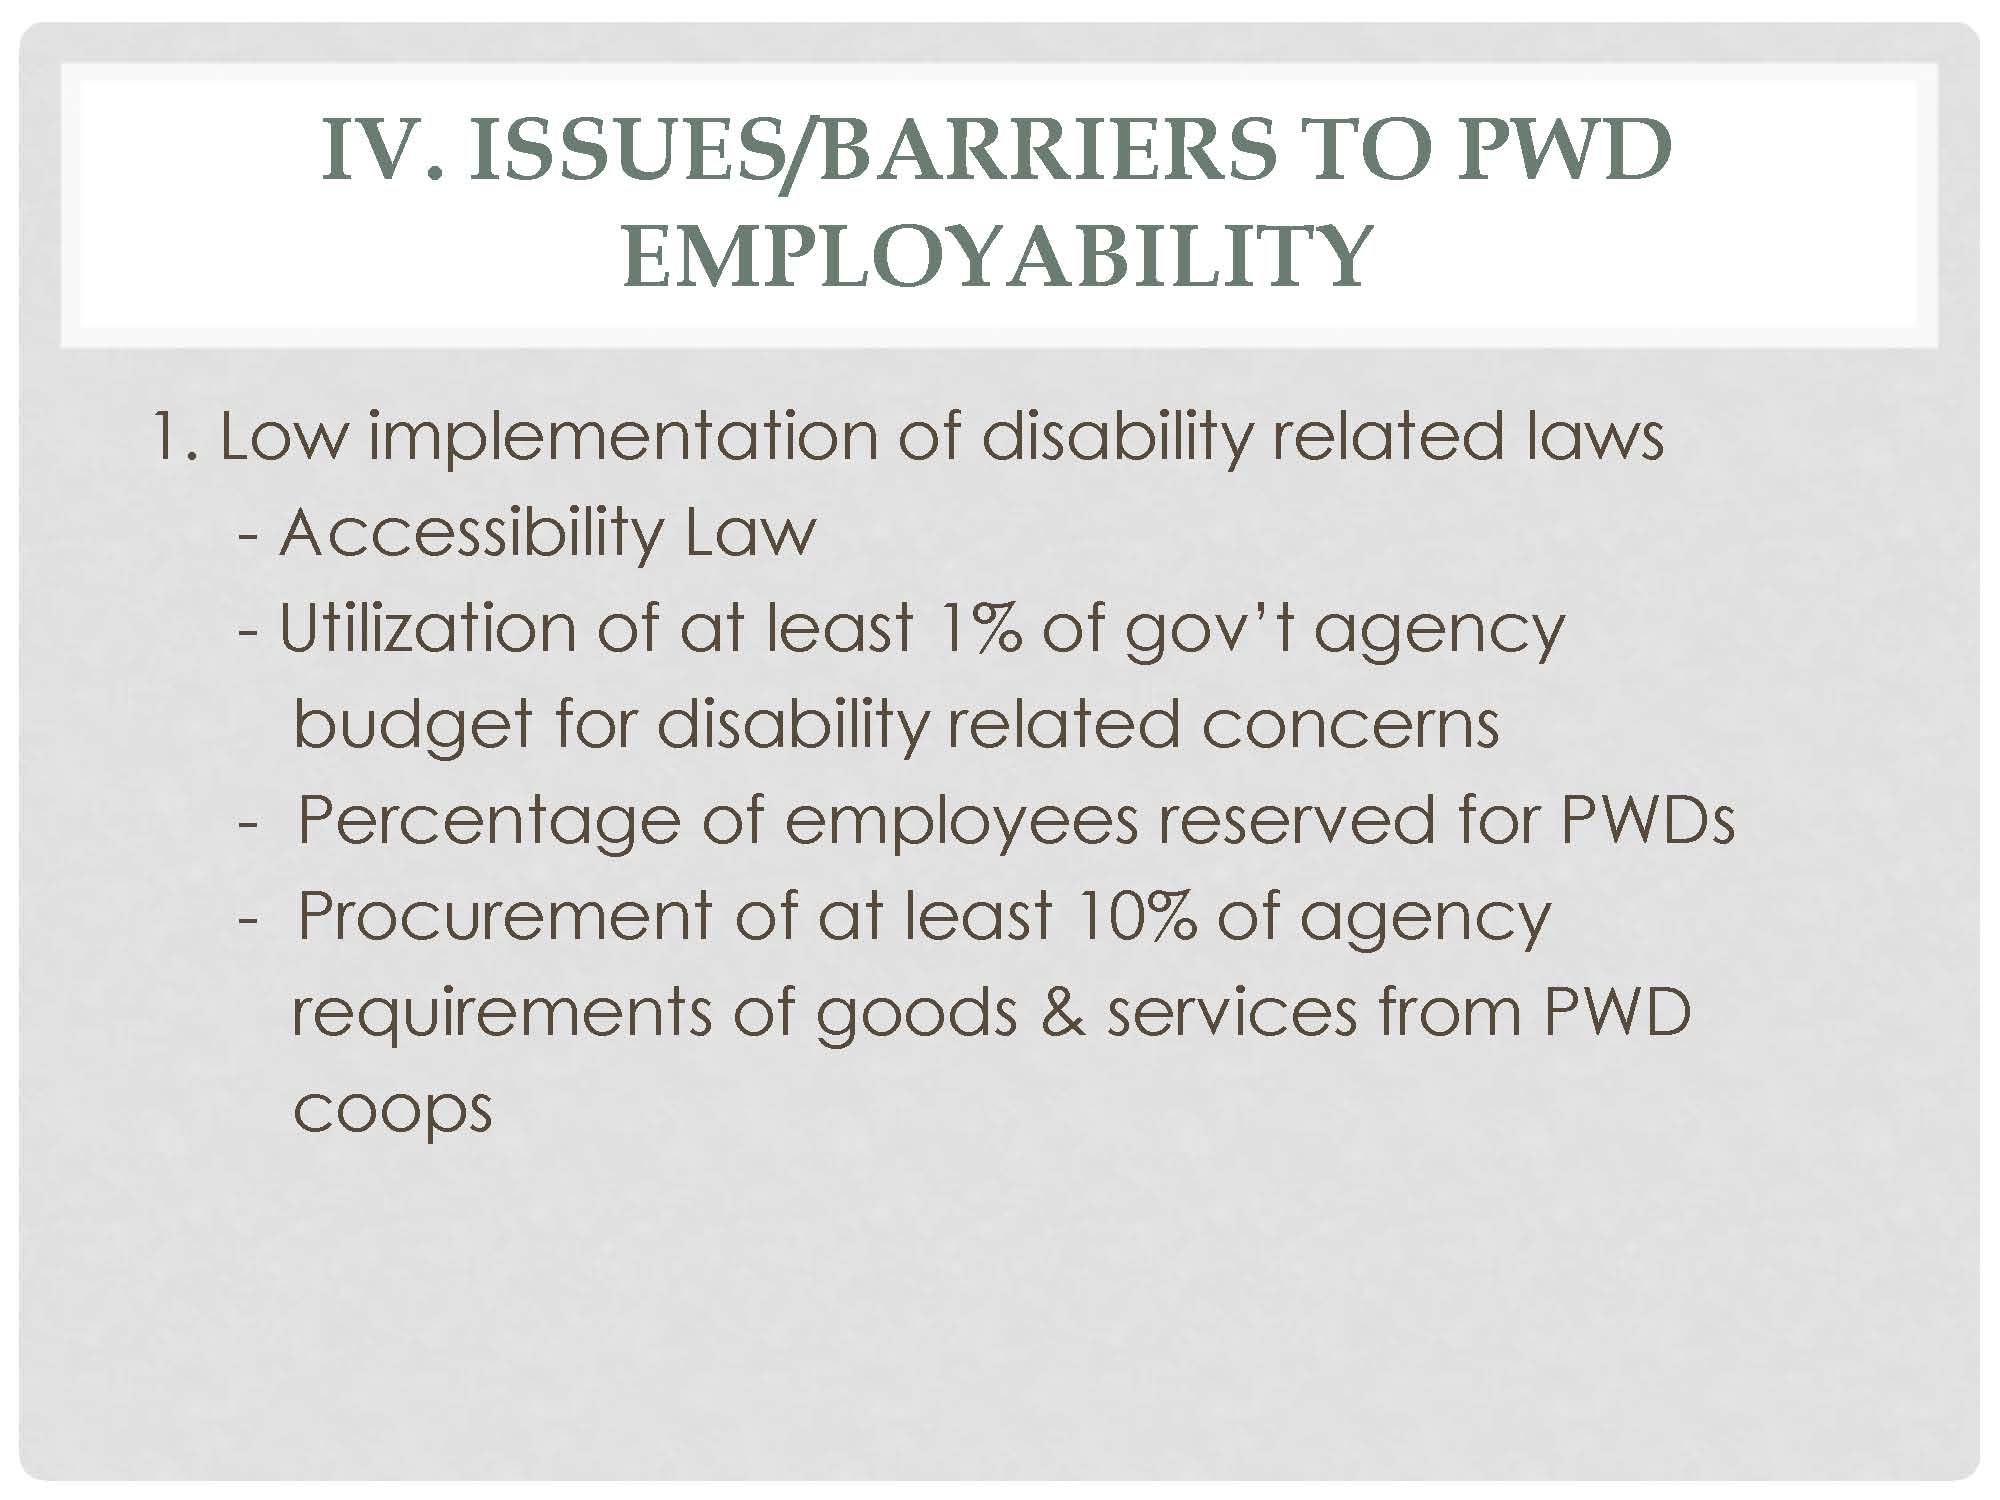 IV. ISSUES/BARRIERS TO PWD
EMPLOYABILITY
1. Low implementation of disability related laws
- Accessibility Law
- Utilization of at least 1% of gov’t agency
budget for disability related concerns
- Percentage of employees reserved for PWDs
- Procurement of at least 10% of agency
requirements of goods & services from PWD
coops